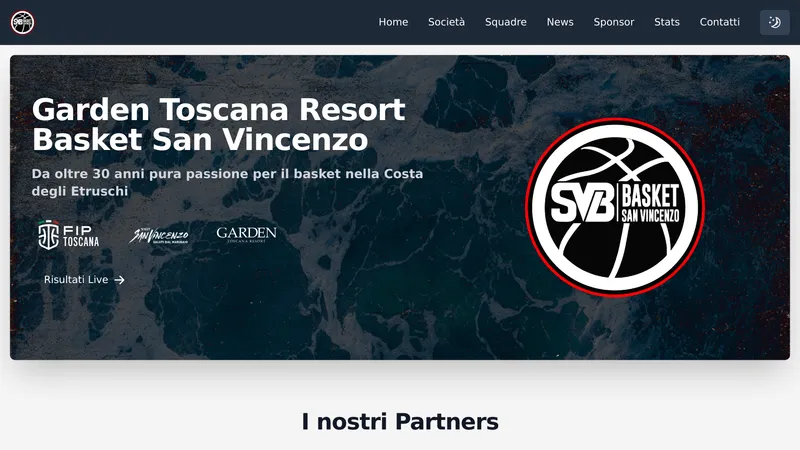 Home Società Squadre News Sponsor Stats Contatti
Garden Toscana Resort
Basket San Vincenzo
Da oltre 30 anni pura passione per il basket nella Costa
degli Etruschi
FIP
TOSCANA
SAN VINCENZO
GARDEN
TOSCANA RESORT
Risultati Live
SVB BASKET
SAN VINCENZO
I nostri Partners